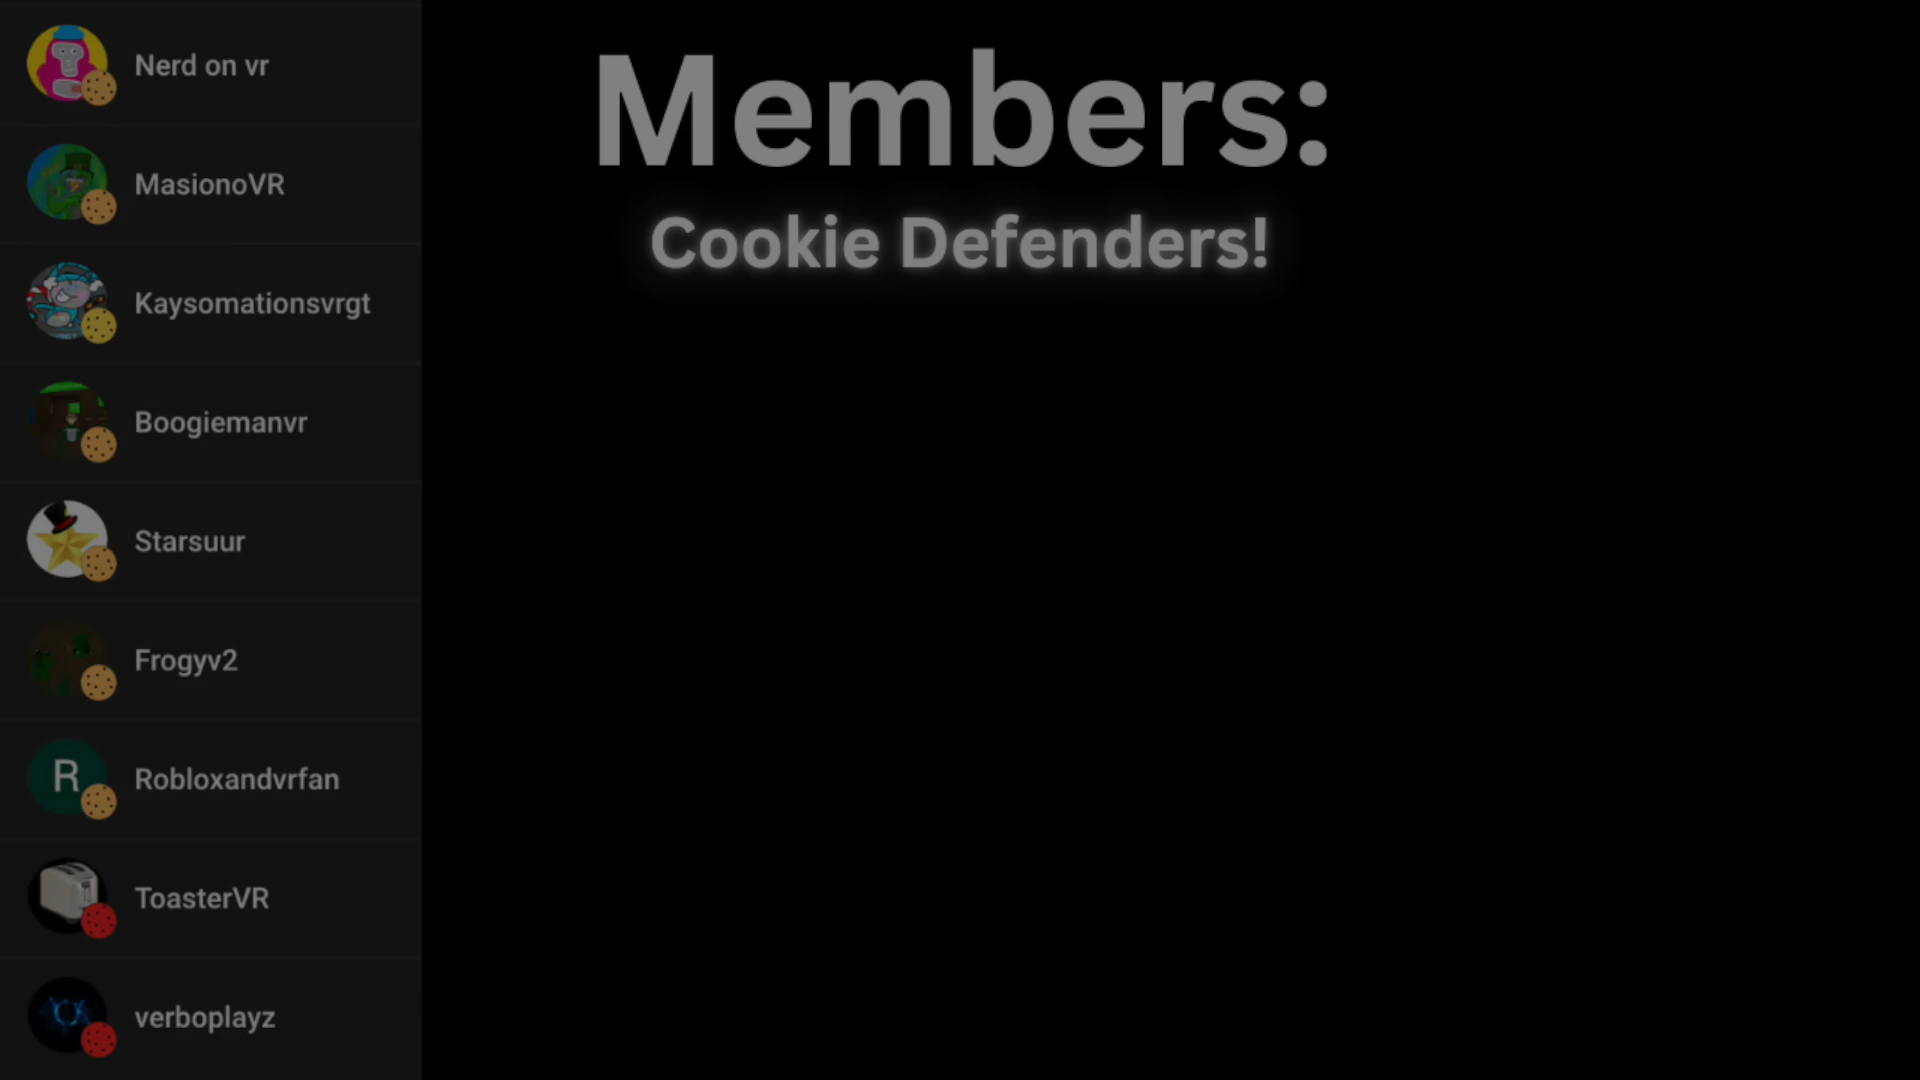 Members:
Cookie Defenders!
Nerd on vr
MasionoVR
Kaysomationsvrgt
Boogiemanvr
Starsuur
Frogyv2
R
Robloxandvrfan
ToasterVR
verboplayz